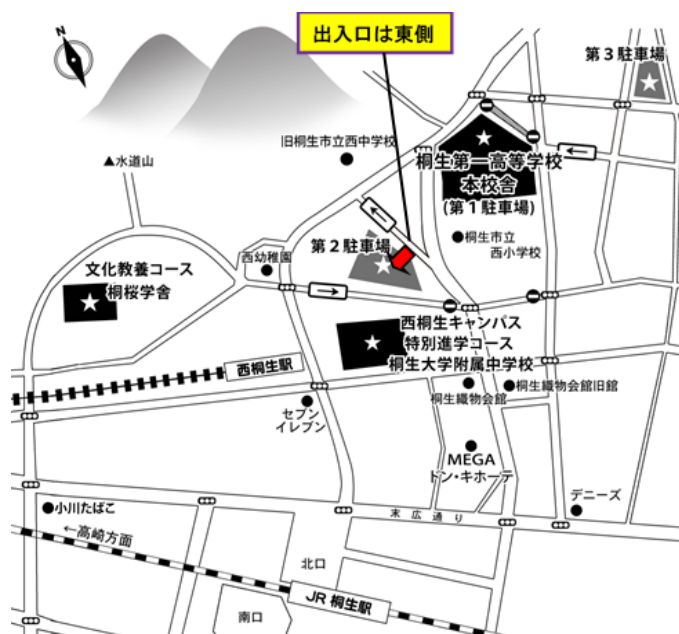 出入口は東側
N
第3駐車場
旧桐生市立西中学校
▲水道山
桐生第一高等学校
本校舎
(第1駐車場)
桐生市立
西小学校
第2駐車場
西幼稚園
文化教養コース
桐桜学舎
西桐生キャンパス
特別進学コース
桐生大学附属中学校
西桐生駅
桐生織物会館
桐生織物会館旧館
セブン
イレブン
MEGA
ドン・キホーテ
デニーズ
小川たばこ
末広通り
←高崎方面
北口
JR 桐生駅
南口